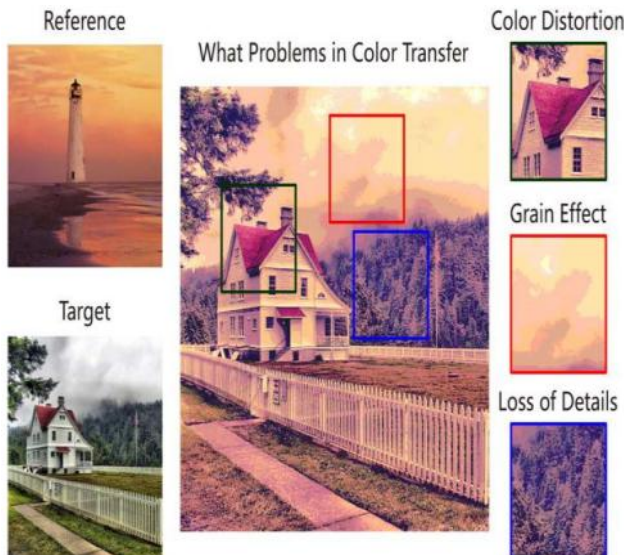 Reference
What Problems in Color Transfer
Color Distortion
Grain Effect
Target
Loss of Details